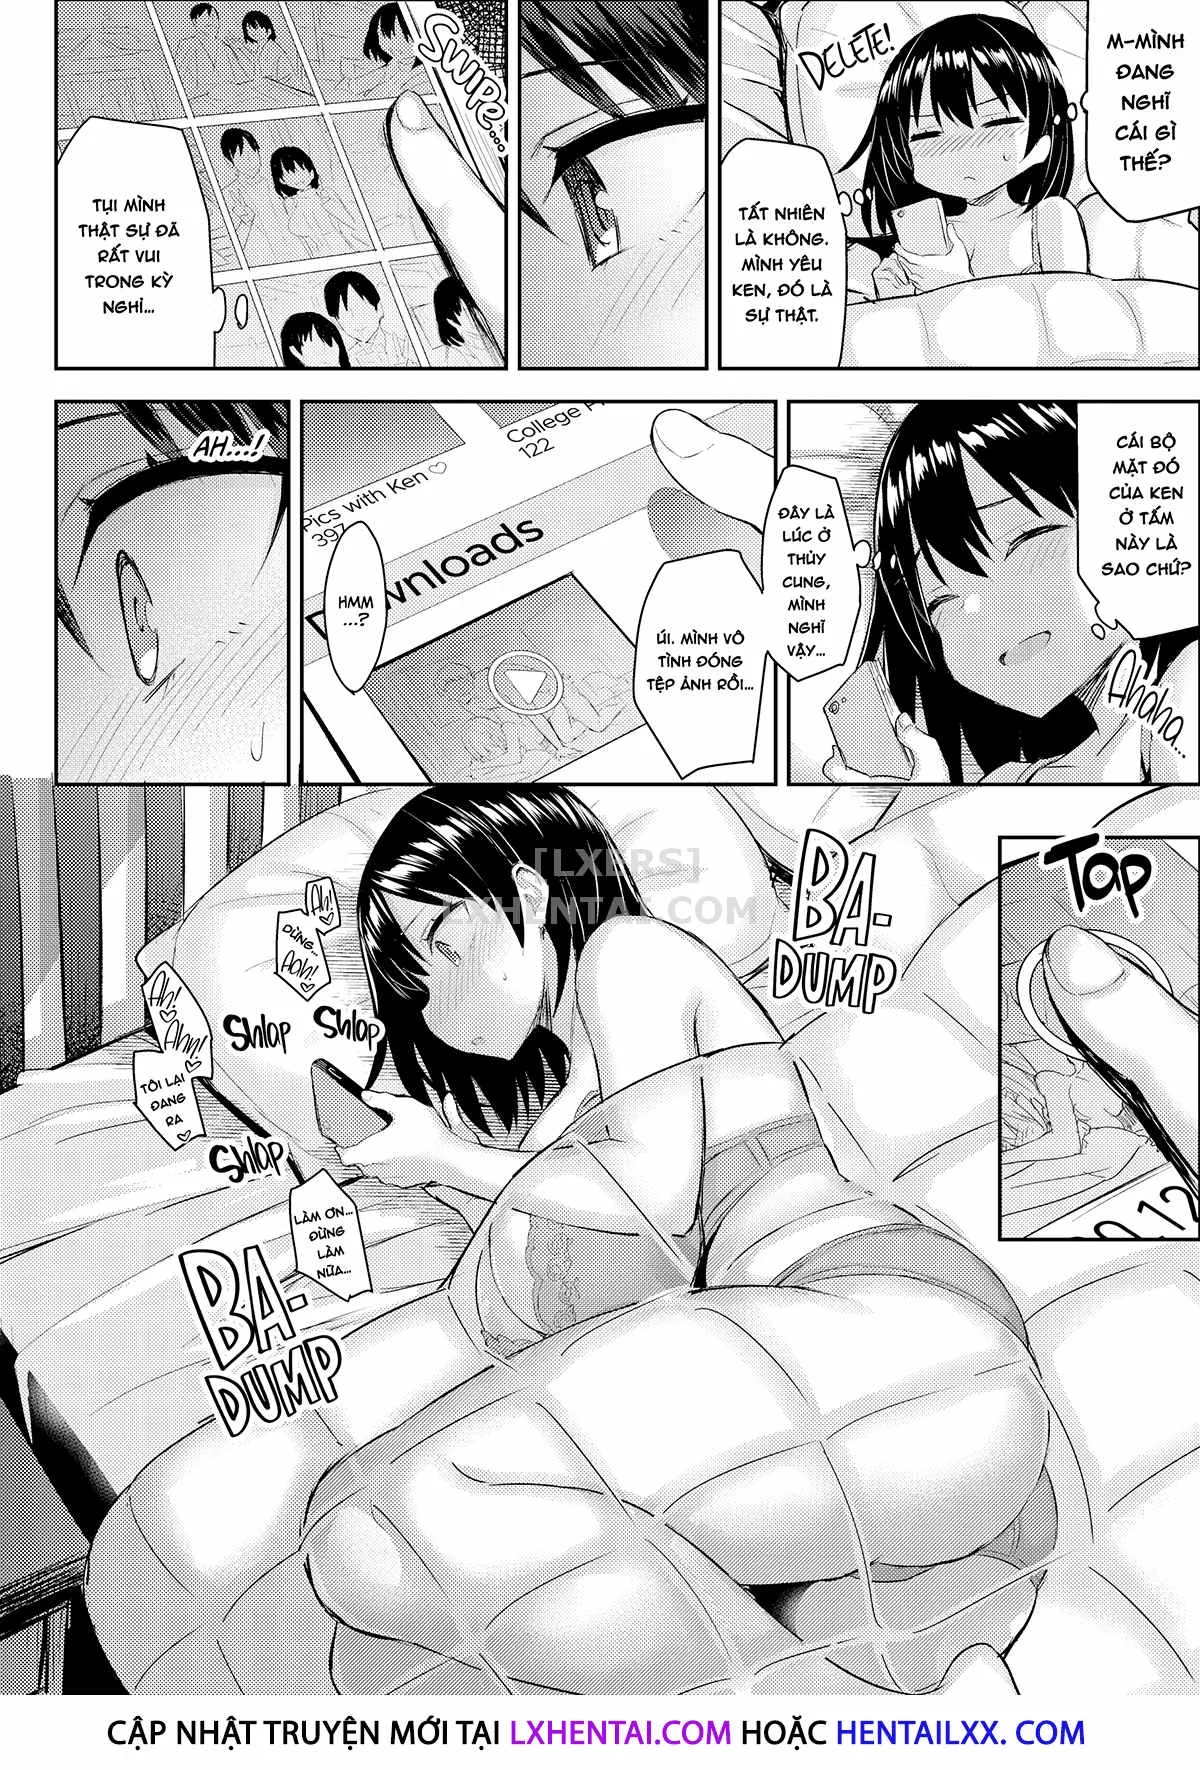 M-MÌNH
ĐANG
NGHĨ
CÁI GÌ
THẾ?
DELETE!
TẤT NHIÊN
LÀ KHÔNG.
MÌNH YÊU
KEN, ĐÓ LÀ
SỰ THẬT.
SWIPE...
TỤI MÌNH
THẬT SỰ ĐÃ
RẤT VUI
TRONG KỲ
NGHỈ...
CÁI BỘ
MẶT ĐÓ
CỦA KEN
Ở TẤM
NÀY LÀ
SAO CHỨ?
Ahaha...
ĐÂY LÀ
LÚC Ở
THỦY
CUNG,
MÌNH
NGHĨ
VẬY...
ÚI. MÌNH VÔ
TÌNH ĐÓNG
TỆP ẢNH RỒI...
College
122
Pics with Ken♡
397
Downloads
HMM
...?
AH...!
TAP
BA-
DUMP
Ah!
DỪNG...
Aah!
Shlap
Shlap
Ah!
Ahn!
TÔI LẠI
ĐANG
RA
Shlap
LÀM ƠN...
ĐỪNG
LÀM
NỮA...
BA-
DUMP
[LXERS]
LXHENTAI.COM
CẬP NHẬT TRUYỆN MỚI TẠI LXHENTAI.COM HOẶC HENTAILXX. COM